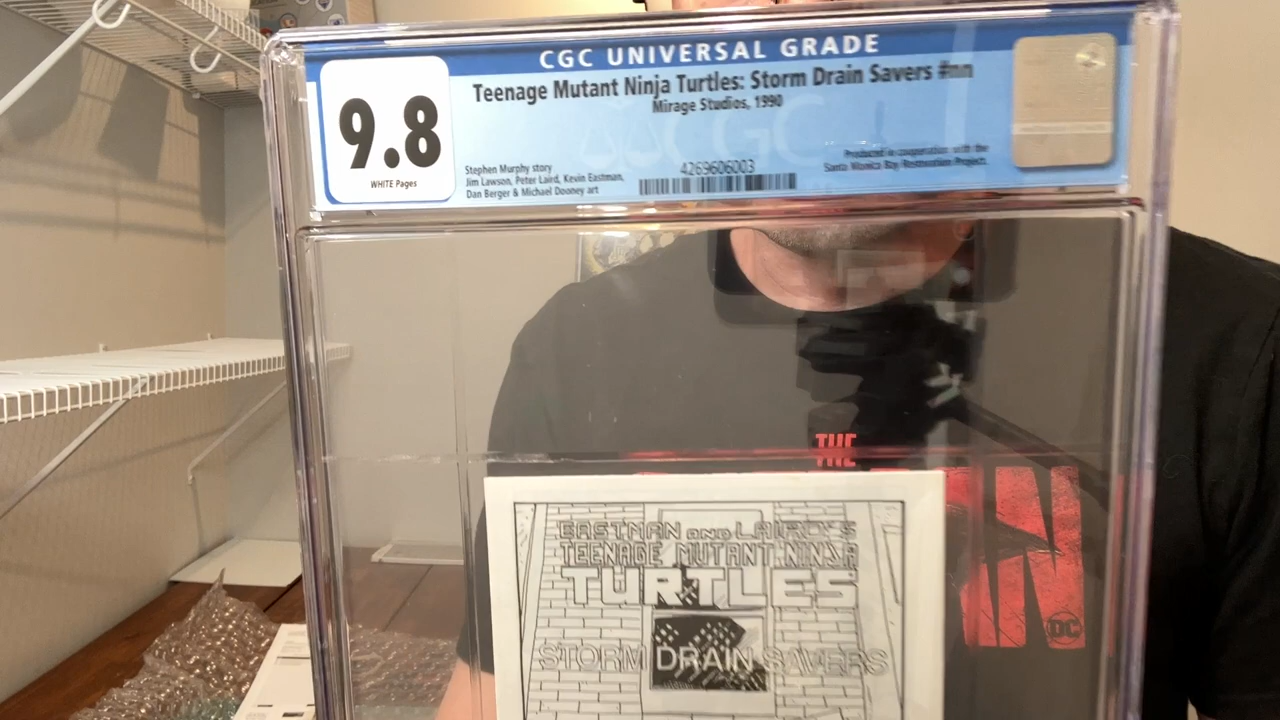 CGC UNIVERSAL GRADE
9.8
WHITE Pages
Teenage Mutant Ninja Turtles: Storm Drain Savers #nn
Mirage Studios, 1990
Stephen Murphy story
Jim Lawson, Peter Laird, Kevin Eastman,
Dan Berger & Michael Dooney art
4269606003
Produced in cooperation with the
Santa Monica Bay Restoration Project.
CGC
THE
DC
EASTMAN AND LAIRD'S
TEENAGE MUTANT NINJA
TURTLES
STORM DRAIN SAVERS